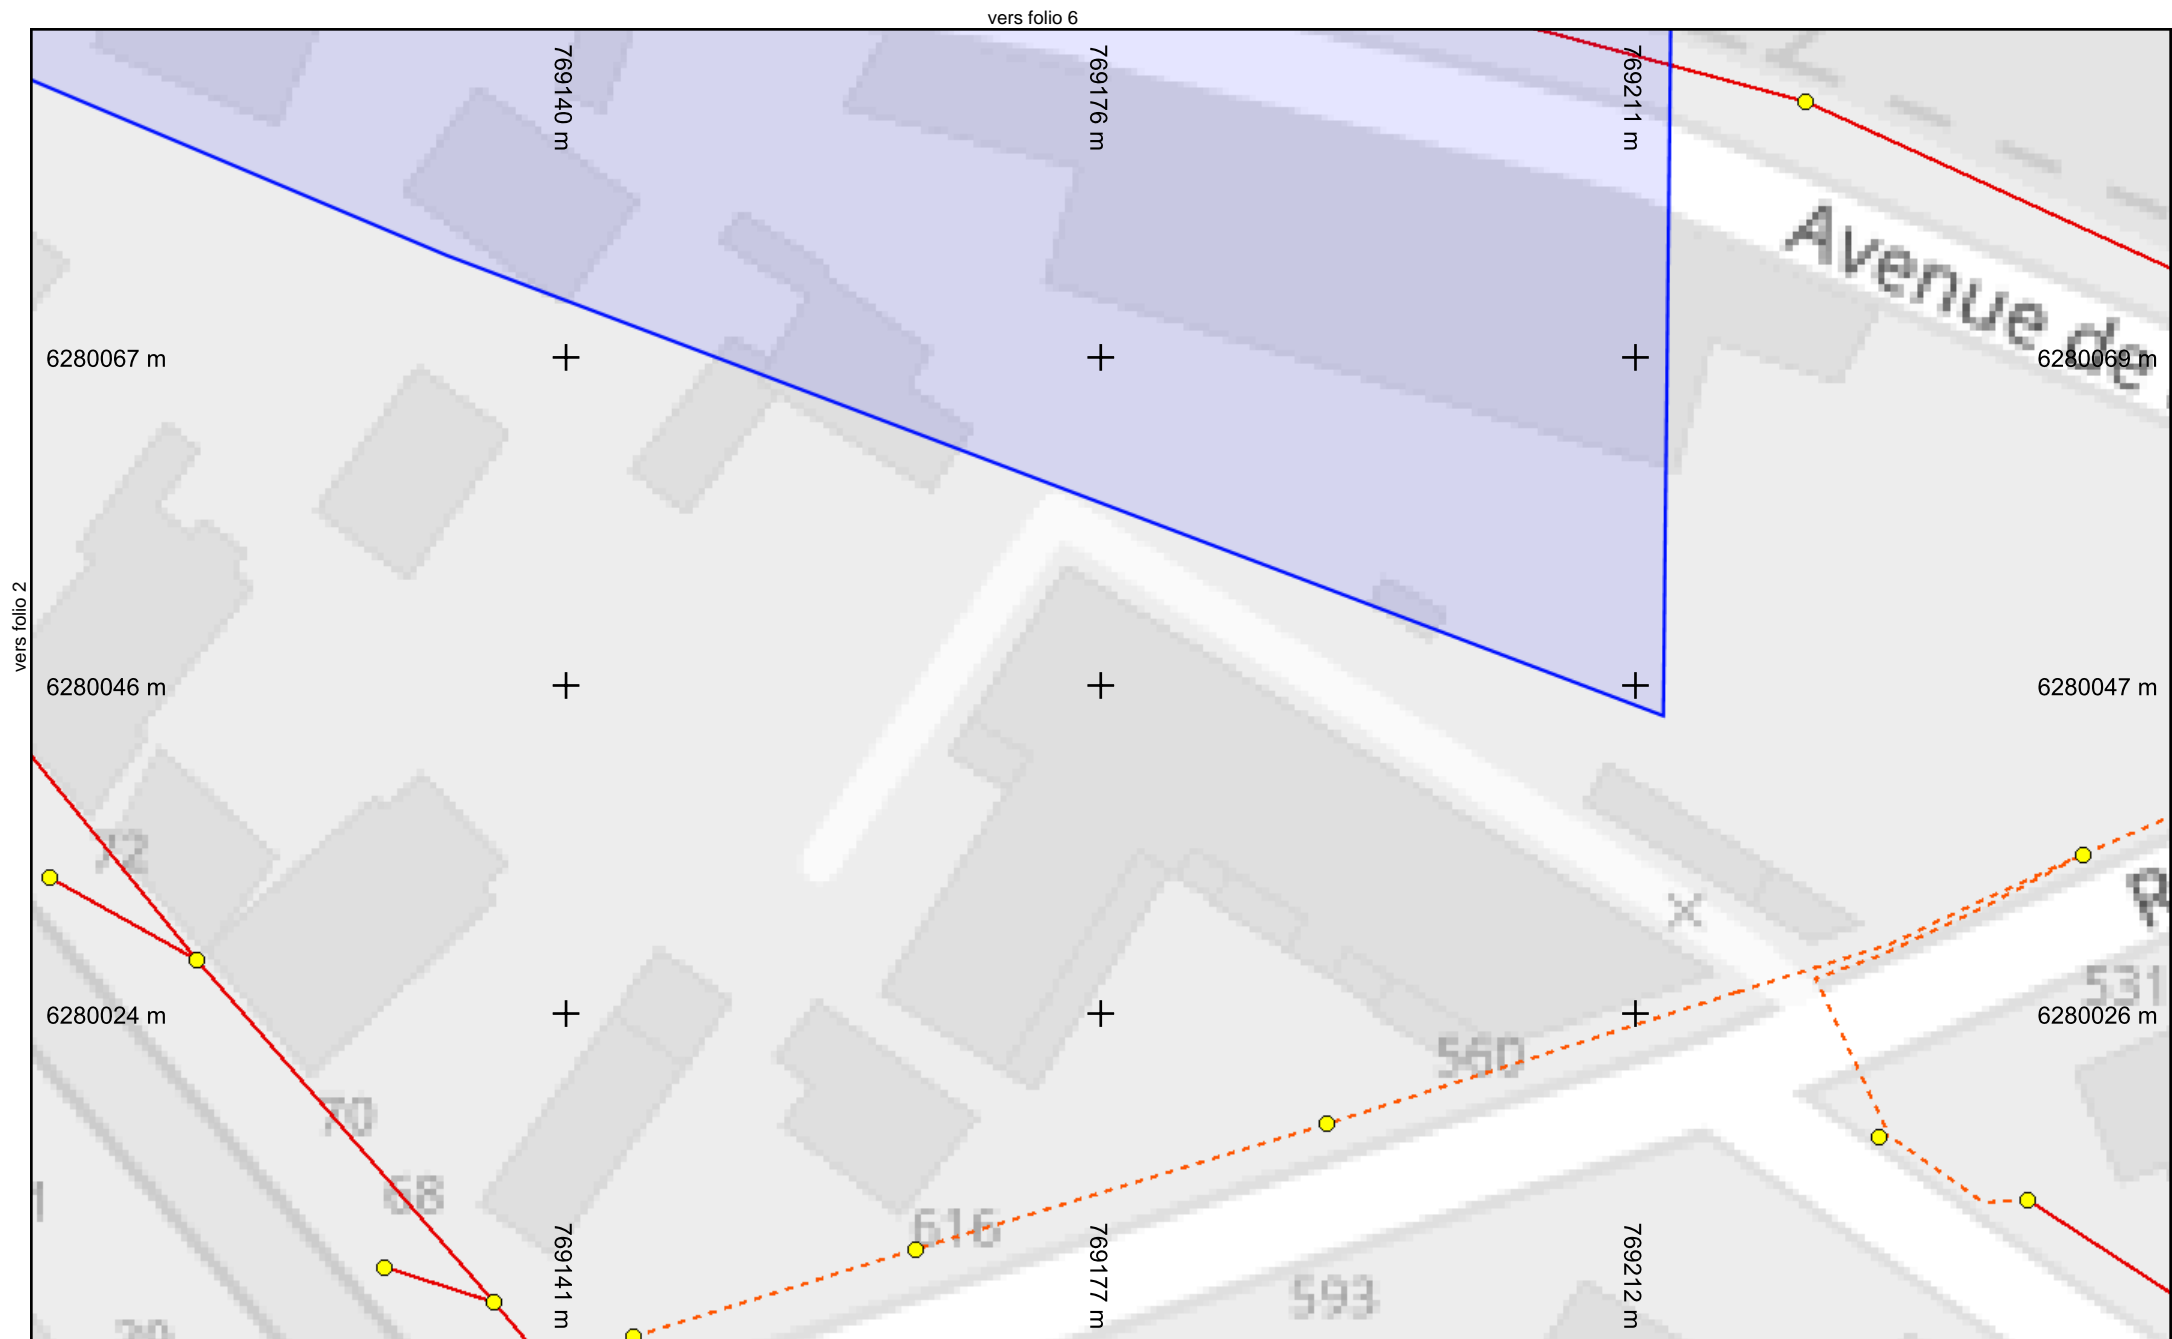 vers folio 6
769140 m
769176 m
769211 m
Avenue de
6280067 m
6280069 m
vers folio 2
6280046 m
6280047 m
72
531
6280024 m
6280026 m
560
70
68
616
769141 m
769177 m
769212 m
593